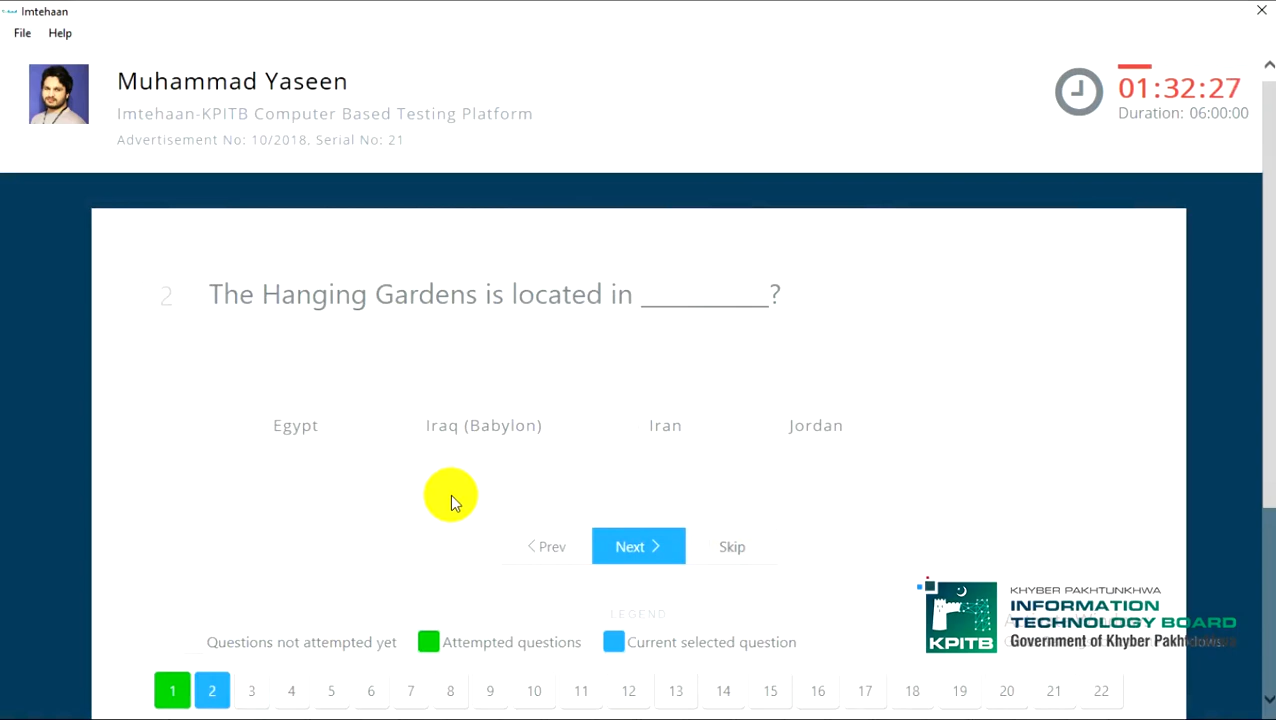 Imtehaan
File Help
Muhammad Yaseen
Imtehaan-KPITB Computer Based Testing Platform
Advertisement No: 10/2018, Serial No: 21
01:32:27
Duration: 06:00:00
2 The Hanging Gardens is located in __________?
Egypt Iraq (Babylon) Iran Jordan
Prev Next Skip
LEGEND
Questions not attempted yet Attempted questions Current selected question
KPITB
KHYBER PAKHTUNKHWA
INFORMATION
TECHNOLOGY BOARD
Government of Khyber Pakhtunkhwa
1 2 3 4 5 6 7 8 9 10 11 12 13 14 15 16 17 18 19 20 21 22